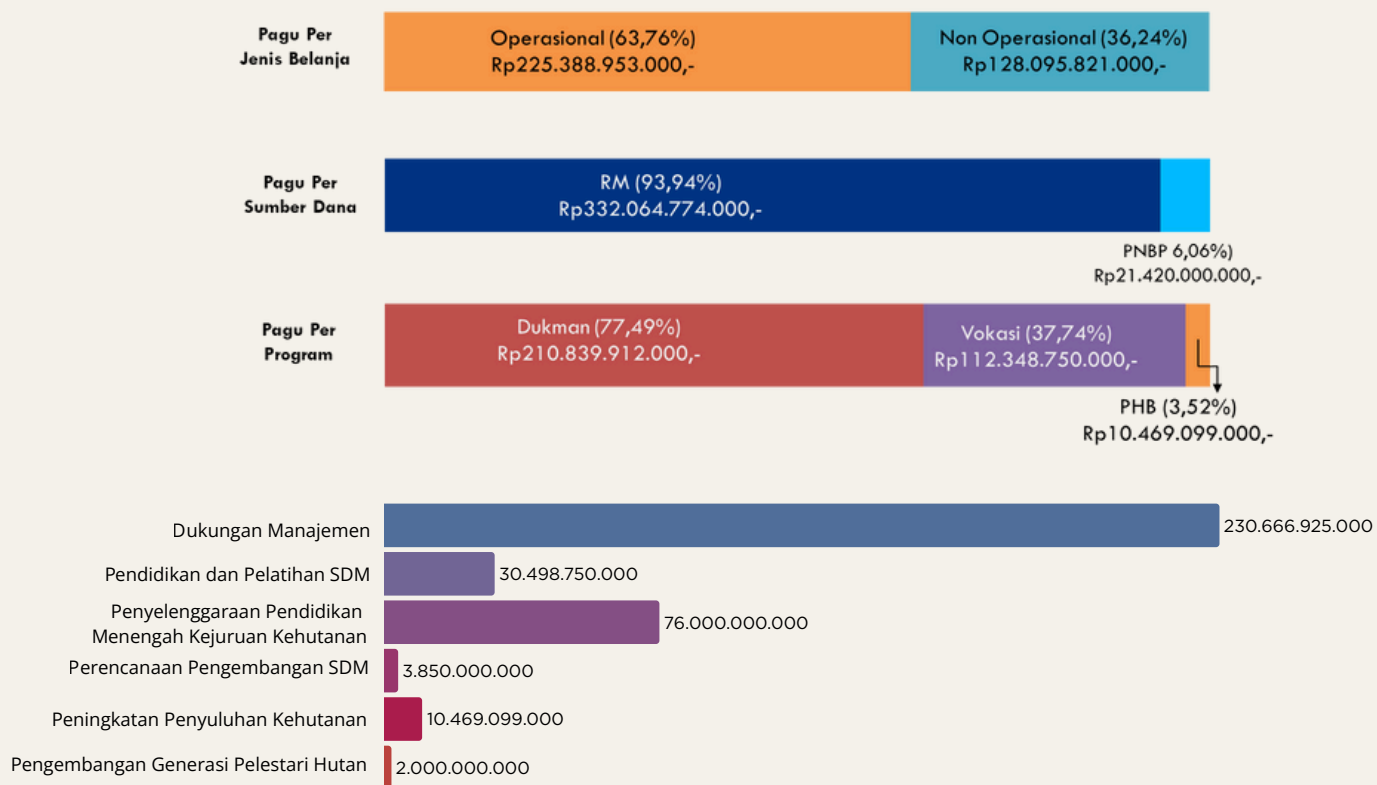 Pagu Per
Jenis Belanja
Operasional (63,76%)
Rp225.388.953.000,-
Non Operasional (36,24%)
Rp128.095.821.000,-
Pagu Per
Sumber Dana
RM (93,94%)
Rp332.064.774.000,-
PNBP 6,06%)
Rp21.420.000.000,-
Pagu Per
Program
Dukman (77,49%)
Rp210.839.912.000,-
Vokasi (37,74%)
Rp112.348.750.000,-
PHB (3,52%)
Rp10.469.099.000,-
Dukungan Manajemen
230.666.925.000
Pendidikan dan Pelatihan SDM
30.498.750.000
Penyelenggaraan Pendidikan
Menengah Kejuruan Kehutanan
76.000.000.000
Perencanaan Pengembangan SDM
3.850.000.000
Peningkatan Penyuluhan Kehutanan
10.469.099.000
Pengembangan Generasi Pelestari Hutan
2.000.000.000